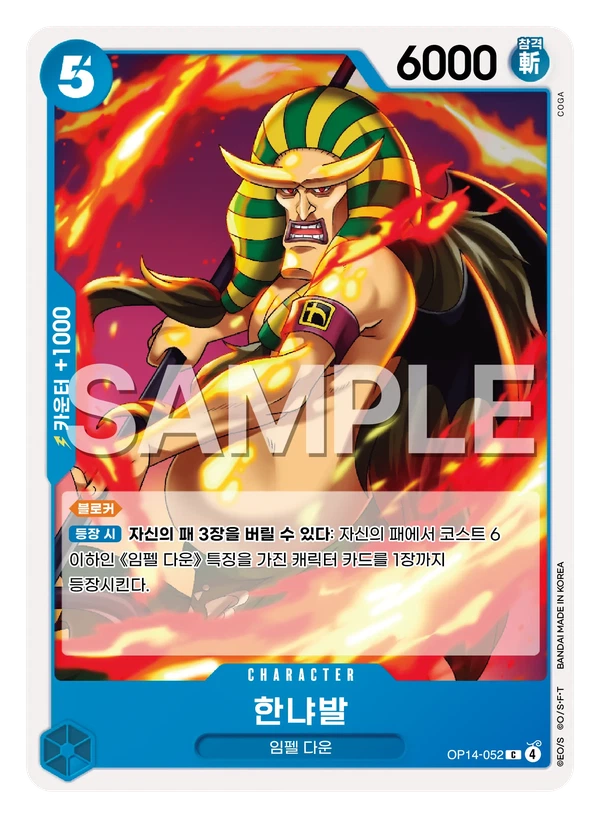 5
6000
참격
斬
COGA
카운터 +1000
SAMPLE
블로커
등장 시 자신의 패 3장을 버릴 수 있다: 자신의 패에서 코스트 6
이하인 《임펠 다운》 특징을 가진 캐릭터 카드를 1장까지
등장시킨다.
CHARACTER
한냐발
임펠 다운
OP14-052 C 4
©EO/S ©O/S·F·T BANDAI MADE IN KOREA